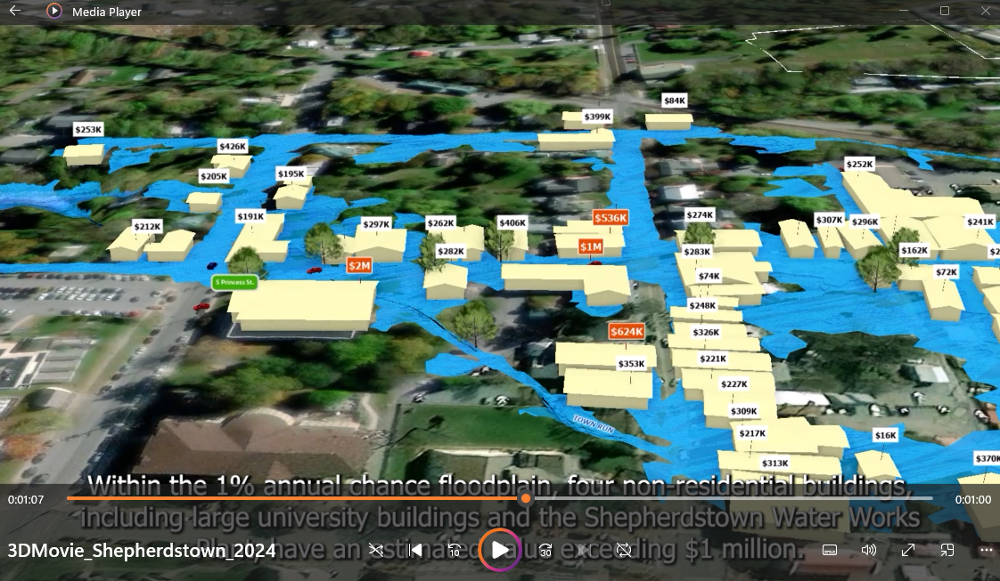 Media Player
$84K
$399K
$253K
$426K
$205K
$195K
$252K
$191K
$536K
$274K
$212K
$297K
$262K
$406K
$307K
$296K
$241K
$1M
$282K
$283K
$162K
$2M
$72K
S Princess St.
$74K
$248K
$624K
$326K
$353K
$221K
$227K
$309K
TOWN RUN
$217K
$16K
$313K
$370K
Within the 1% annual chance floodplain, four non-residential buildings,
0:01:07
0:01:00
including large university buildings and the Shepherdstown Water Works
have an estimated value exceeding $1 million.
3DMovie_Shepherdstown_2024
10
30